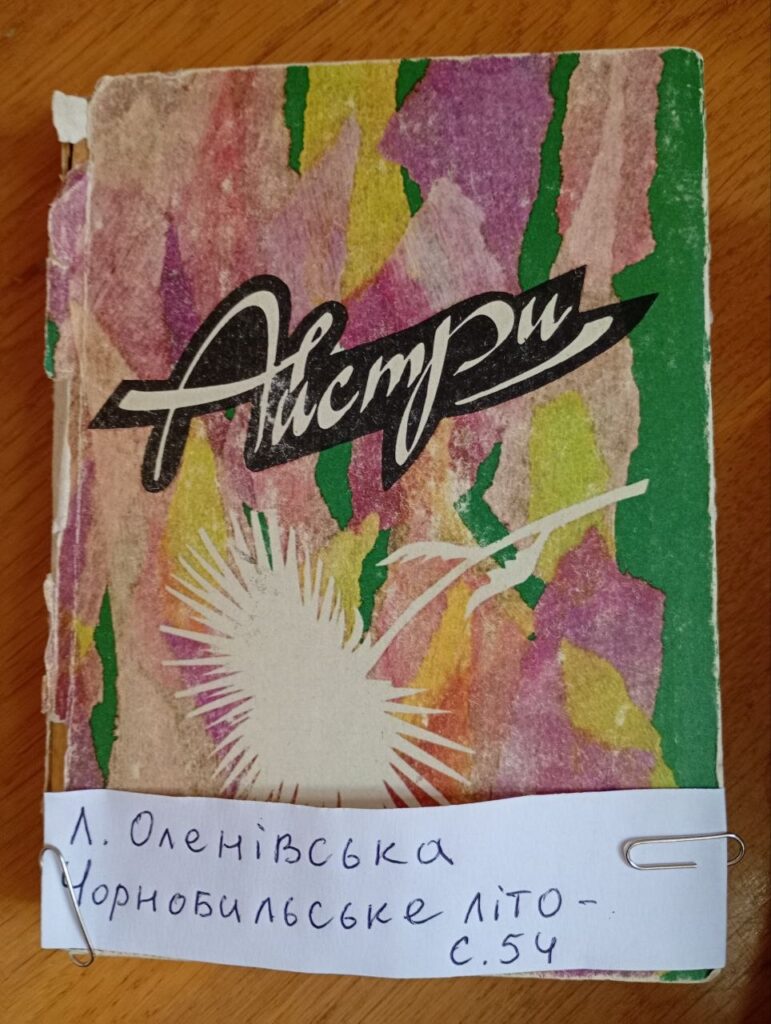 Айстри
Л. Оленівська
Чорнобильське літо -
с. 54